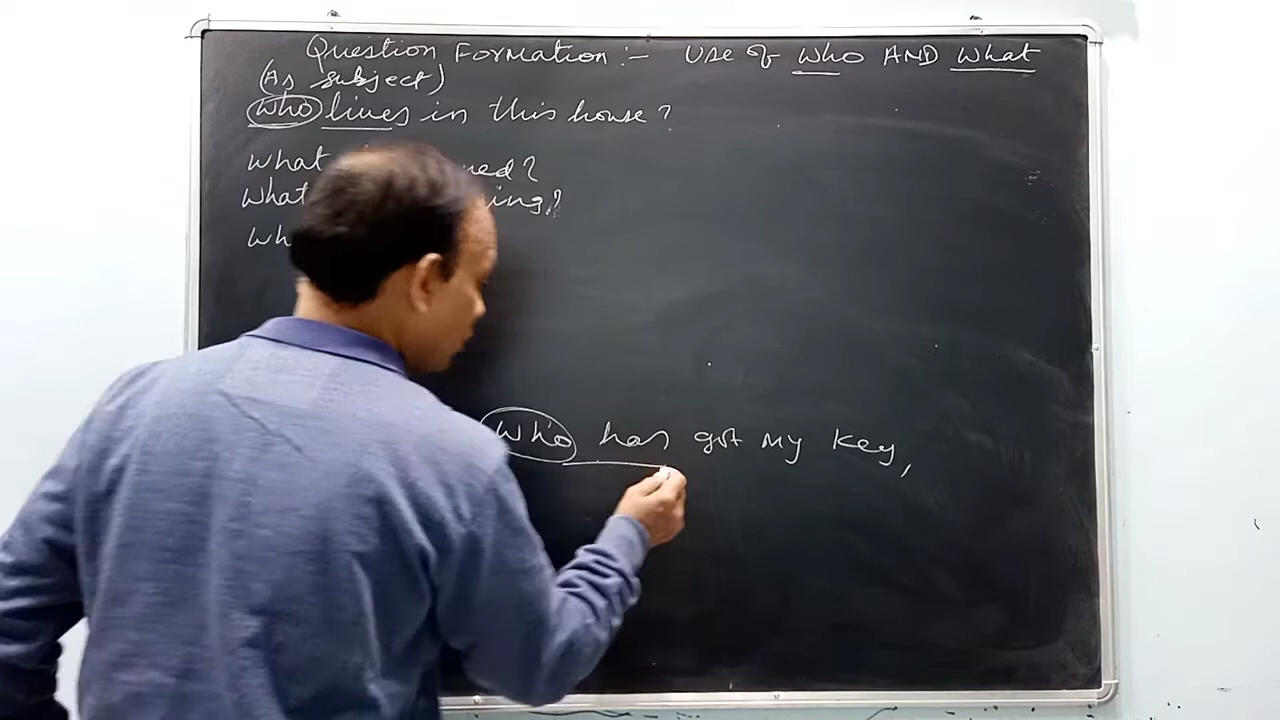 Question Formation :- Use of Who AND What
(As subject)
Who lives in this house?
What
What
Who has got my key,